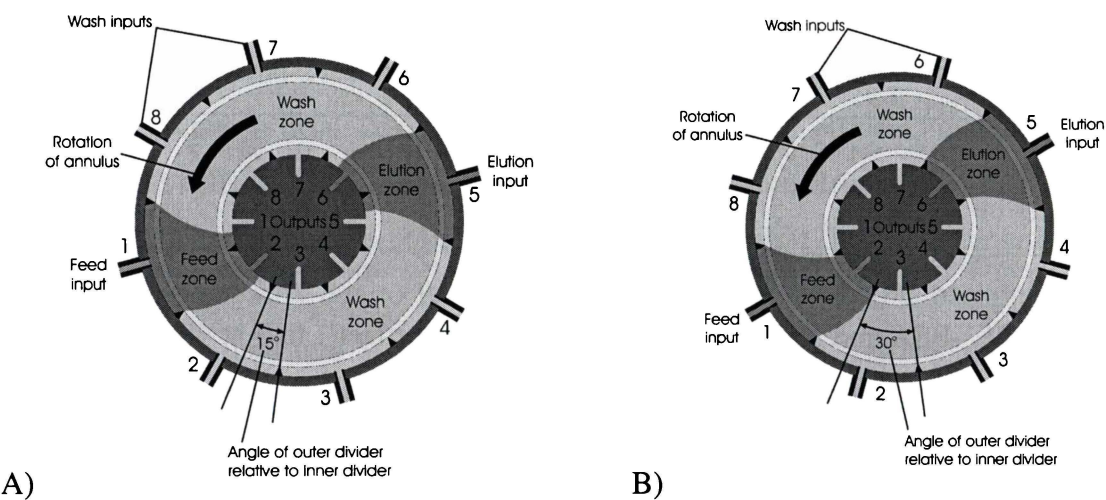 Wash inputs
7
6
8
Wash
zone
Rotation
of annulus
Elution
zone
Elution
input
5
7
8 6
1 Outputs 5
2 4
3
1
Feed
input
Feed
zone
Wash
zone
4
15°
2
3
Angle of outer divider
relative to inner divider
A)
Wash inputs
6
7
Wash
zone
Rotation
of annulus
5
Elution
input
Elution
zone
8
7
8 6
1 Outputs 5
2 4
3
4
Feed
zone
Wash
zone
Feed
input
1
30°
3
2
Angle of outer divider
relative to inner divider
B)